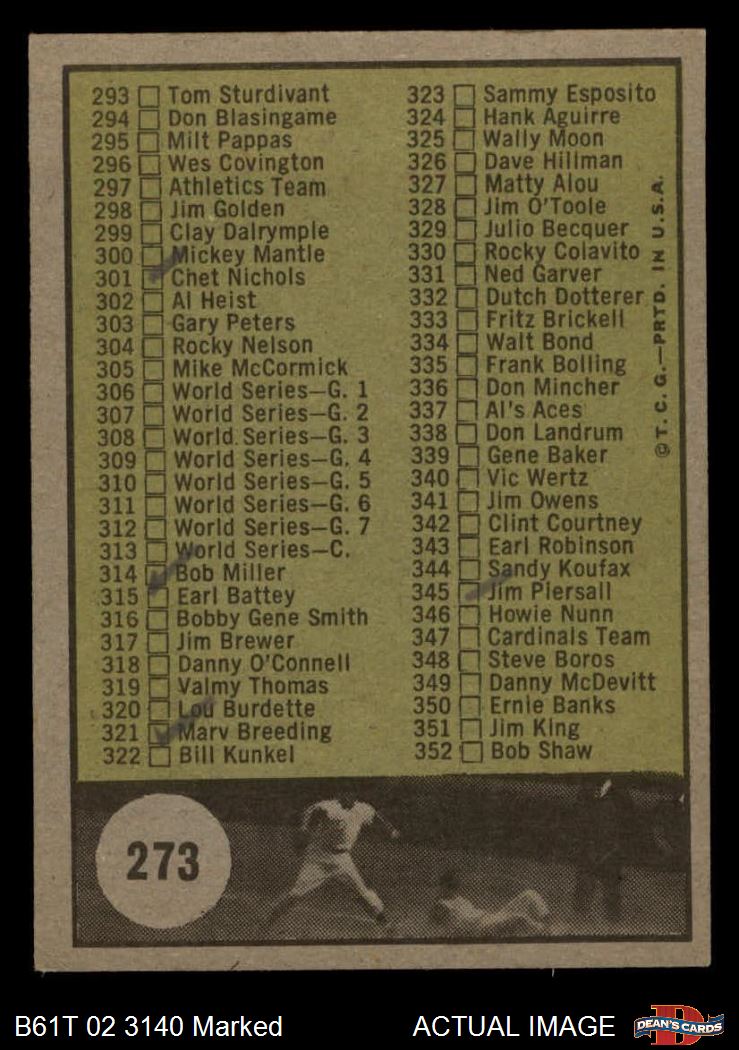 293 Tom Sturdivant
294 Don Blasingame
295 Milt Pappas
296 Wes Covington
297 Athletics Team
298 Jim Golden
299 Clay Dalrymple
300 Mickey Mantle
301 Chet Nichols
302 Al Heist
303 Gary Peters
304 Rocky Nelson
305 Mike McCormick
306 World Series—G. 1
307 World Series—G. 2
308 World Series—G. 3
309 World Series—G. 4
310 World Series—G. 5
311 World Series—G. 6
312 World Series—G. 7
313 World Series—C.
314 Bob Miller
315 Earl Battey
316 Bobby Gene Smith
317 Jim Brewer
318 Danny O'Connell
319 Valmy Thomas
320 Lou Burdette
321 Marv Breeding
322 Bill Kunkel
323 Sammy Esposito
324 Hank Aguirre
325 Wally Moon
326 Dave Hillman
327 Matty Alou
328 Jim O'Toole
329 Julio Becquer
330 Rocky Colavito
331 Ned Garver
332 Dutch Dotterer
333 Fritz Brickell
334 Walt Bond
335 Frank Bolling
336 Don Mincher
337 Al's Aces
338 Don Landrum
339 Gene Baker
340 Vic Wertz
341 Jim Owens
342 Clint Courtney
343 Earl Robinson
344 Sandy Koufax
345 Jim Piersall
346 Howie Nunn
347 Cardinals Team
348 Steve Boros
349 Danny McDevitt
350 Ernie Banks
351 Jim King
352 Bob Shaw
©T. C. G.—PRTD. IN U.S.A.
273
B61T 02 3140 Marked
ACTUAL IMAGE
DEAN'S CARDS